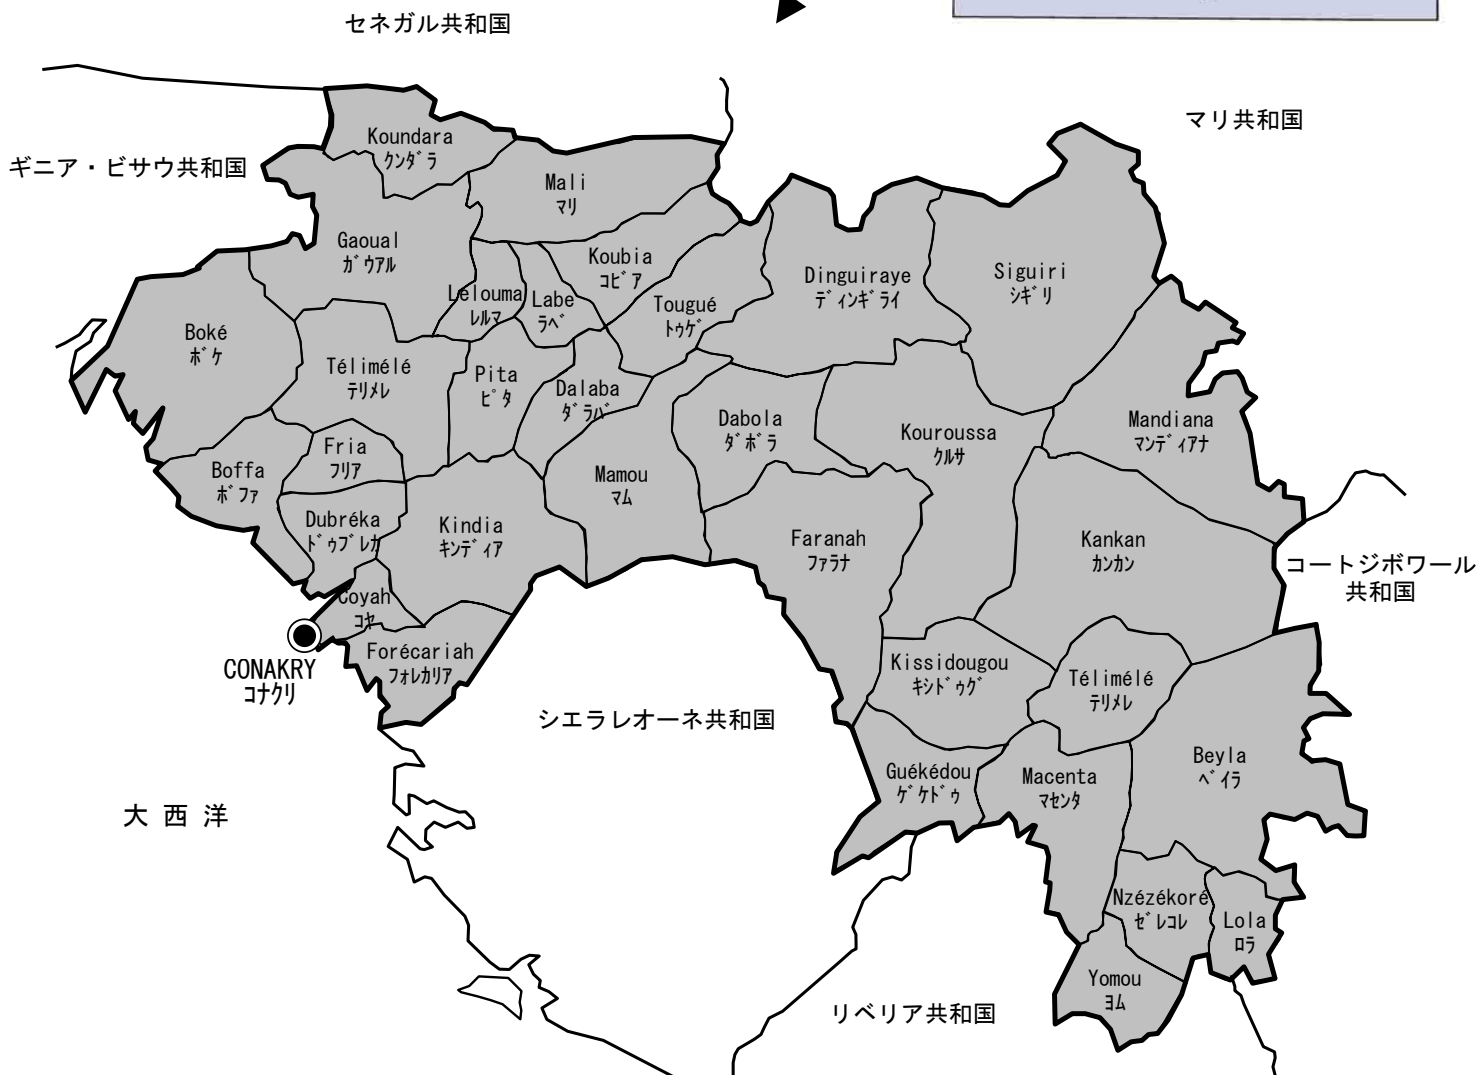 セネガル共和国
マリ共和国
ギニア・ビサウ共和国
Koundara
クンダラ
Mali
マリ
Gaoual
ガウアル
Koubia
コビア
Dinguiraye
ディンギライ
Siguiri
シギリ
Lelouma
レルマ
Labe
ラベ
Tougué
トゥゲ
Boké
ボケ
Télimélé
テリメレ
Pita
ピタ
Dalaba
ダラバ
Dabola
ダボラ
Kouroussa
クルサ
Mandiana
マンディアナ
Fria
フリア
Boffa
ボファ
Mamou
マム
Dubréka
ドゥブレカ
Kindia
キンディア
Faranah
ファラナ
Kankan
カンカン
コートジボワール
共和国
Coyah
コヤ
Forécariah
フォレカリア
CONAKRY
コナクリ
Kissidougou
キシドゥグ
Télimélé
テリメレ
シエラレオーネ共和国
Beyla
ベイラ
Guékédou
ゲケドゥ
Macenta
マセンタ
大西洋
Nzézékoré
ゼレコレ
Lola
ロラ
Yomou
ヨム
リベリア共和国